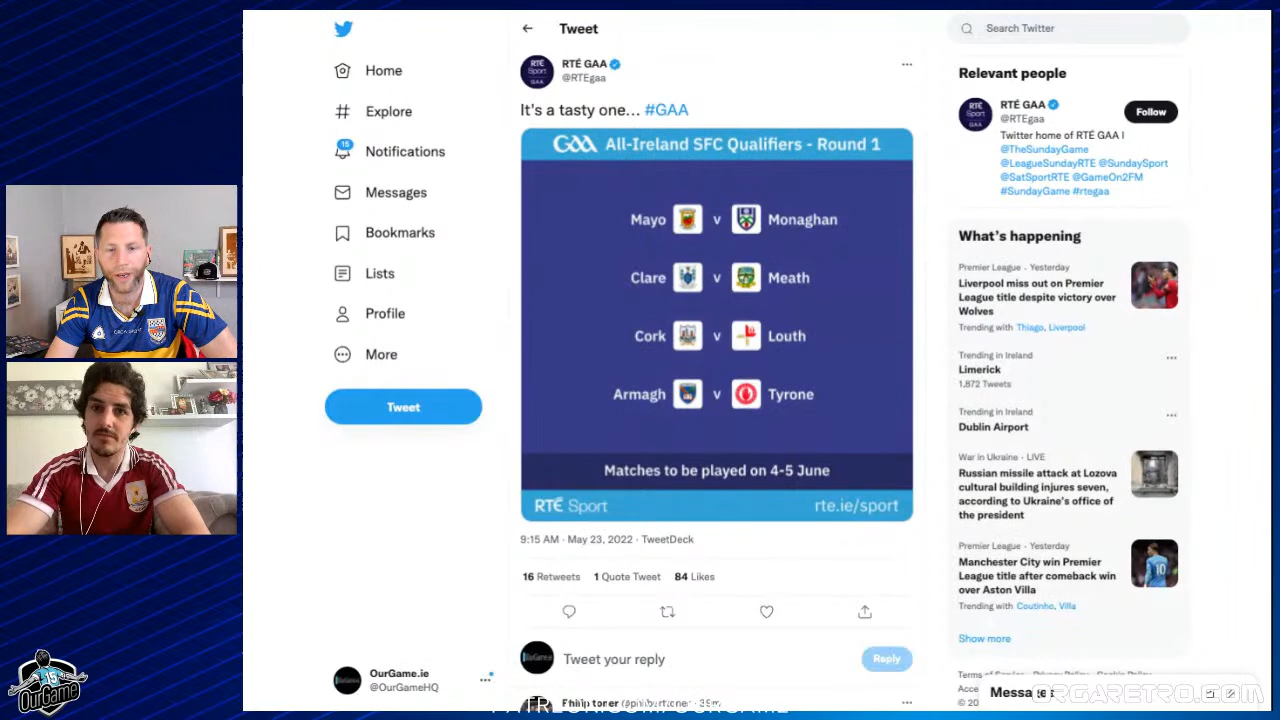 Home
Explore
15
Notifications
Messages
Bookmarks
Lists
Profile
More
Tweet
OurGame.ie
@OurGameHQ
Tweet
RTÉ GAA
@RTEgaa
It's a tasty one... #GAA
GAA All-Ireland SFC Qualifiers - Round 1
Mayo v Monaghan
Clare v Meath
Cork v Louth
Armagh v Tyrone
Matches to be played on 4-5 June
RTÉ Sport rte.ie/sport
9:15 AM · May 23, 2022 · TweetDeck
16 Retweets 1 Quote Tweet 84 Likes
Tweet your reply
Reply
Search Twitter
Relevant people
RTÉ GAA
@RTEgaa
Follow
Twitter home of RTÉ GAA |
@TheSundayGame
@LeagueSundayRTE @SundaySport
@SatSportRTE @GameOn2FM
#SundayGame #rtegaa
What's happening
Premier League · Yesterday
Liverpool miss out on Premier
League title despite victory over
Wolves
Trending with Thiago, Liverpool
Trending in Ireland
Limerick
1,872 Tweets
Trending in Ireland
Dublin Airport
War in Ukraine · LIVE
Russian missile attack at Lozova
cultural building injures seven,
according to Ukraine's office of
the president
Premier League · Yesterday
Manchester City win Premier
League title after comeback win
over Aston Villa
Trending with Coutinho, Villa
Show more
Messages
ORGARETRO.COM
15
OurGame